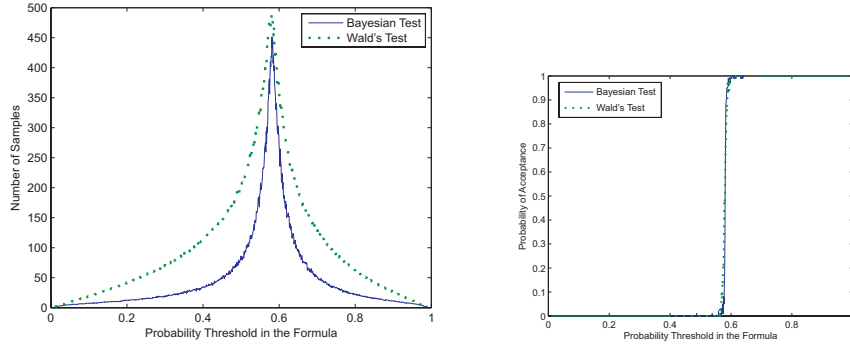 500
450
400
350
300
250
200
150
100
50
0
Number of Samples
Bayesian Test
Wald's Test
0 0.2 0.4 0.6 0.8 1
Probability Threshold in the Formula
1
0.9
0.8
0.7
0.6
0.5
0.4
0.3
0.2
0.1
0
Probability of Acceptance
Bayesian Test
Wald's Test
0 0.2 0.4 0.6 0.8
Probability Threshold in the Formula